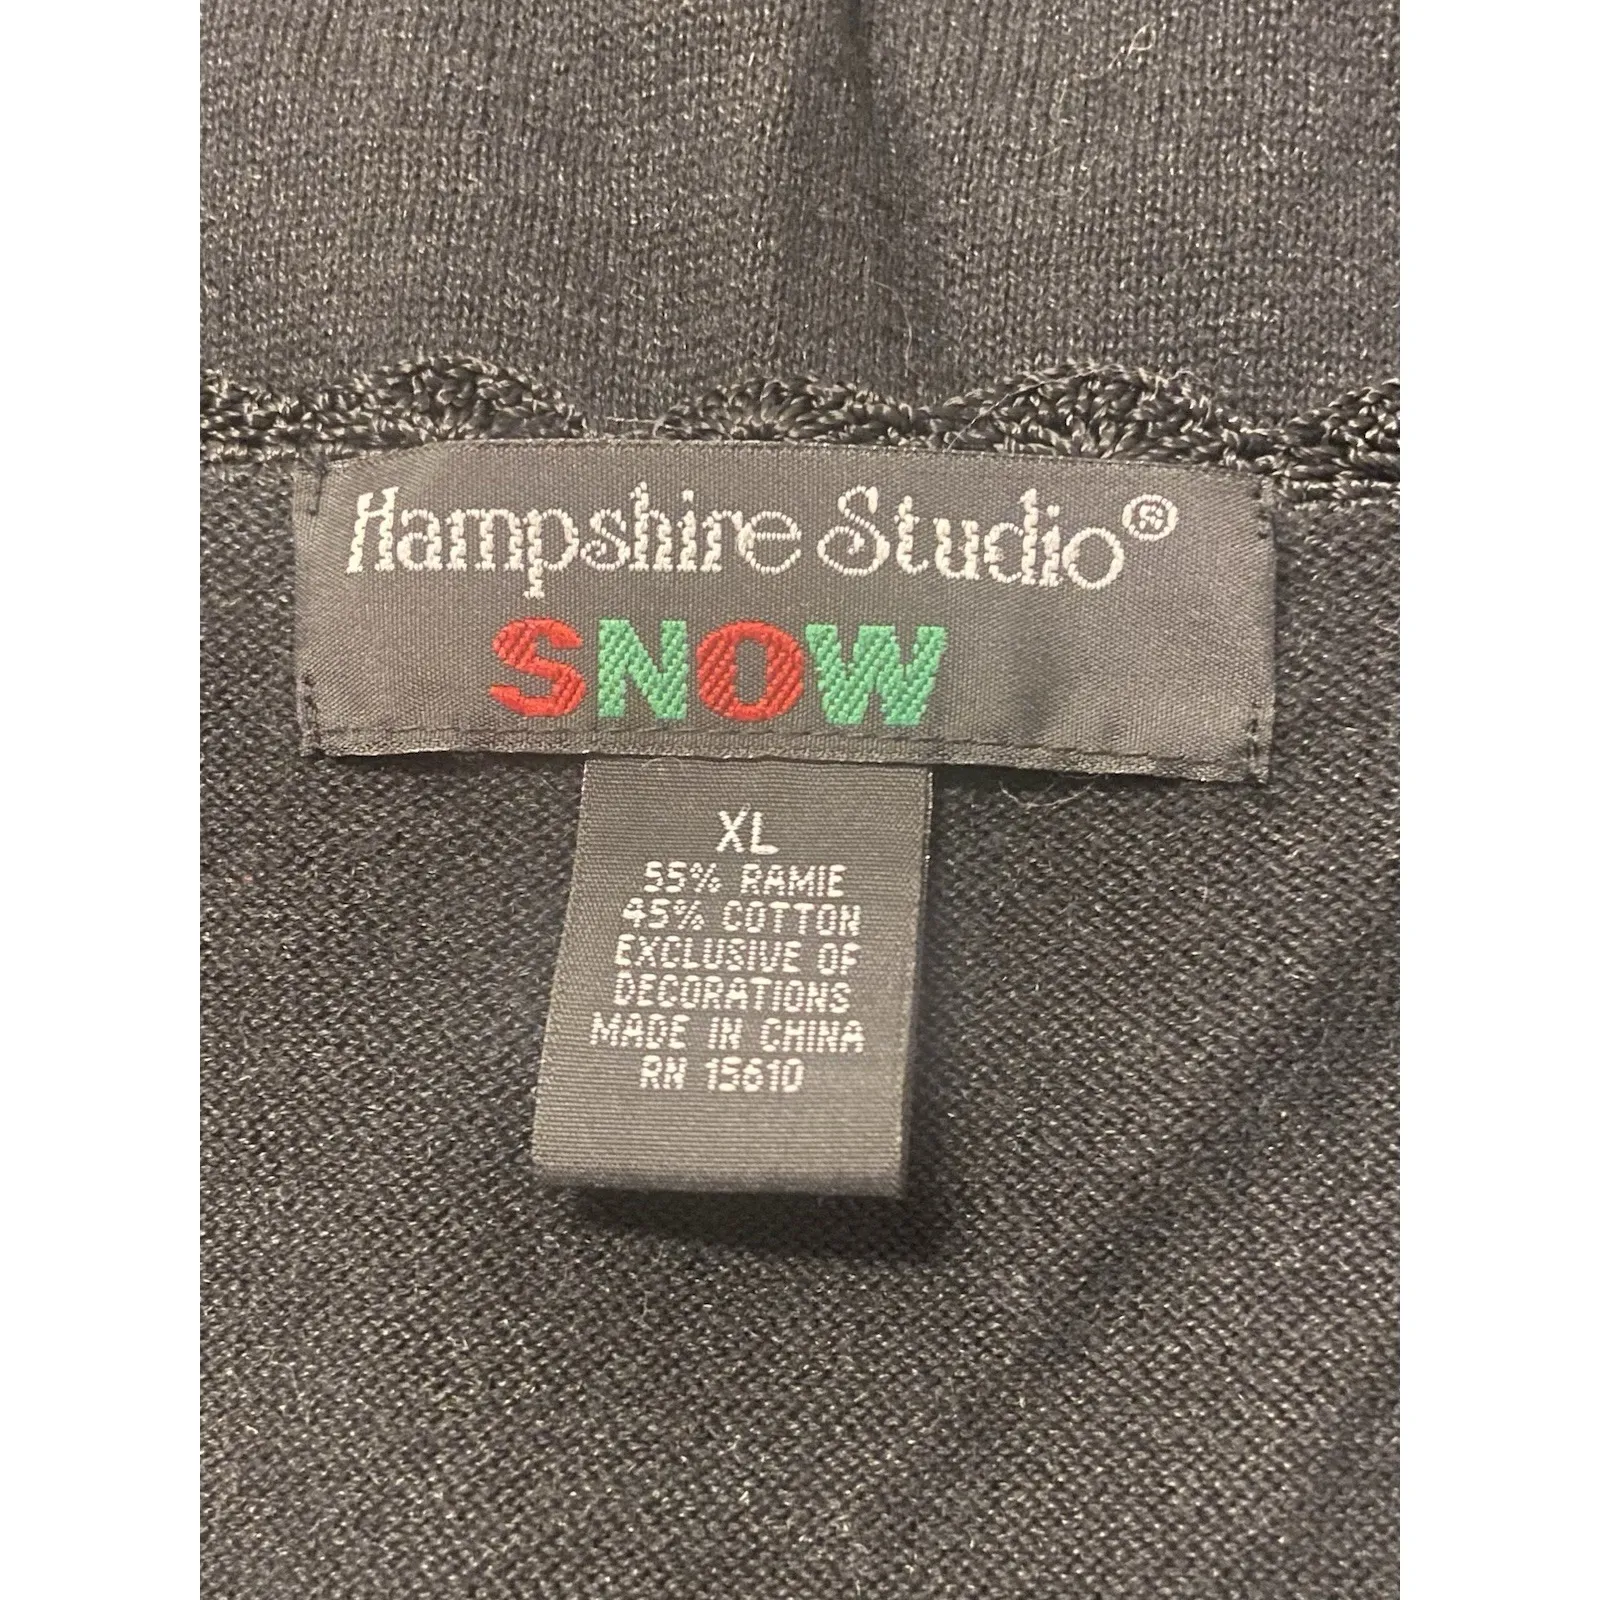 Hampshire Studio®
SNOW
XL
55% RAMIE
45% COTTON
EXCLUSIVE OF
DECORATIONS
MADE IN CHINA
RN 15610